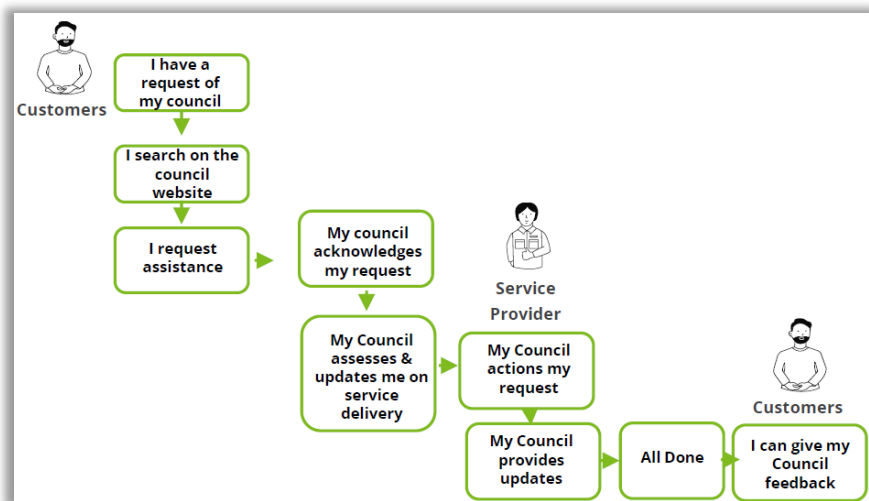 Customers
I have a
request of
my council
I search on the
council
website
I request
assistance
My council
acknowledges
my request
My Council
assesses &
updates me on
service
delivery
Service
Provider
My Council
actions my
request
My Council
provides
updates
All Done
Customers
I can give my
Council
feedback